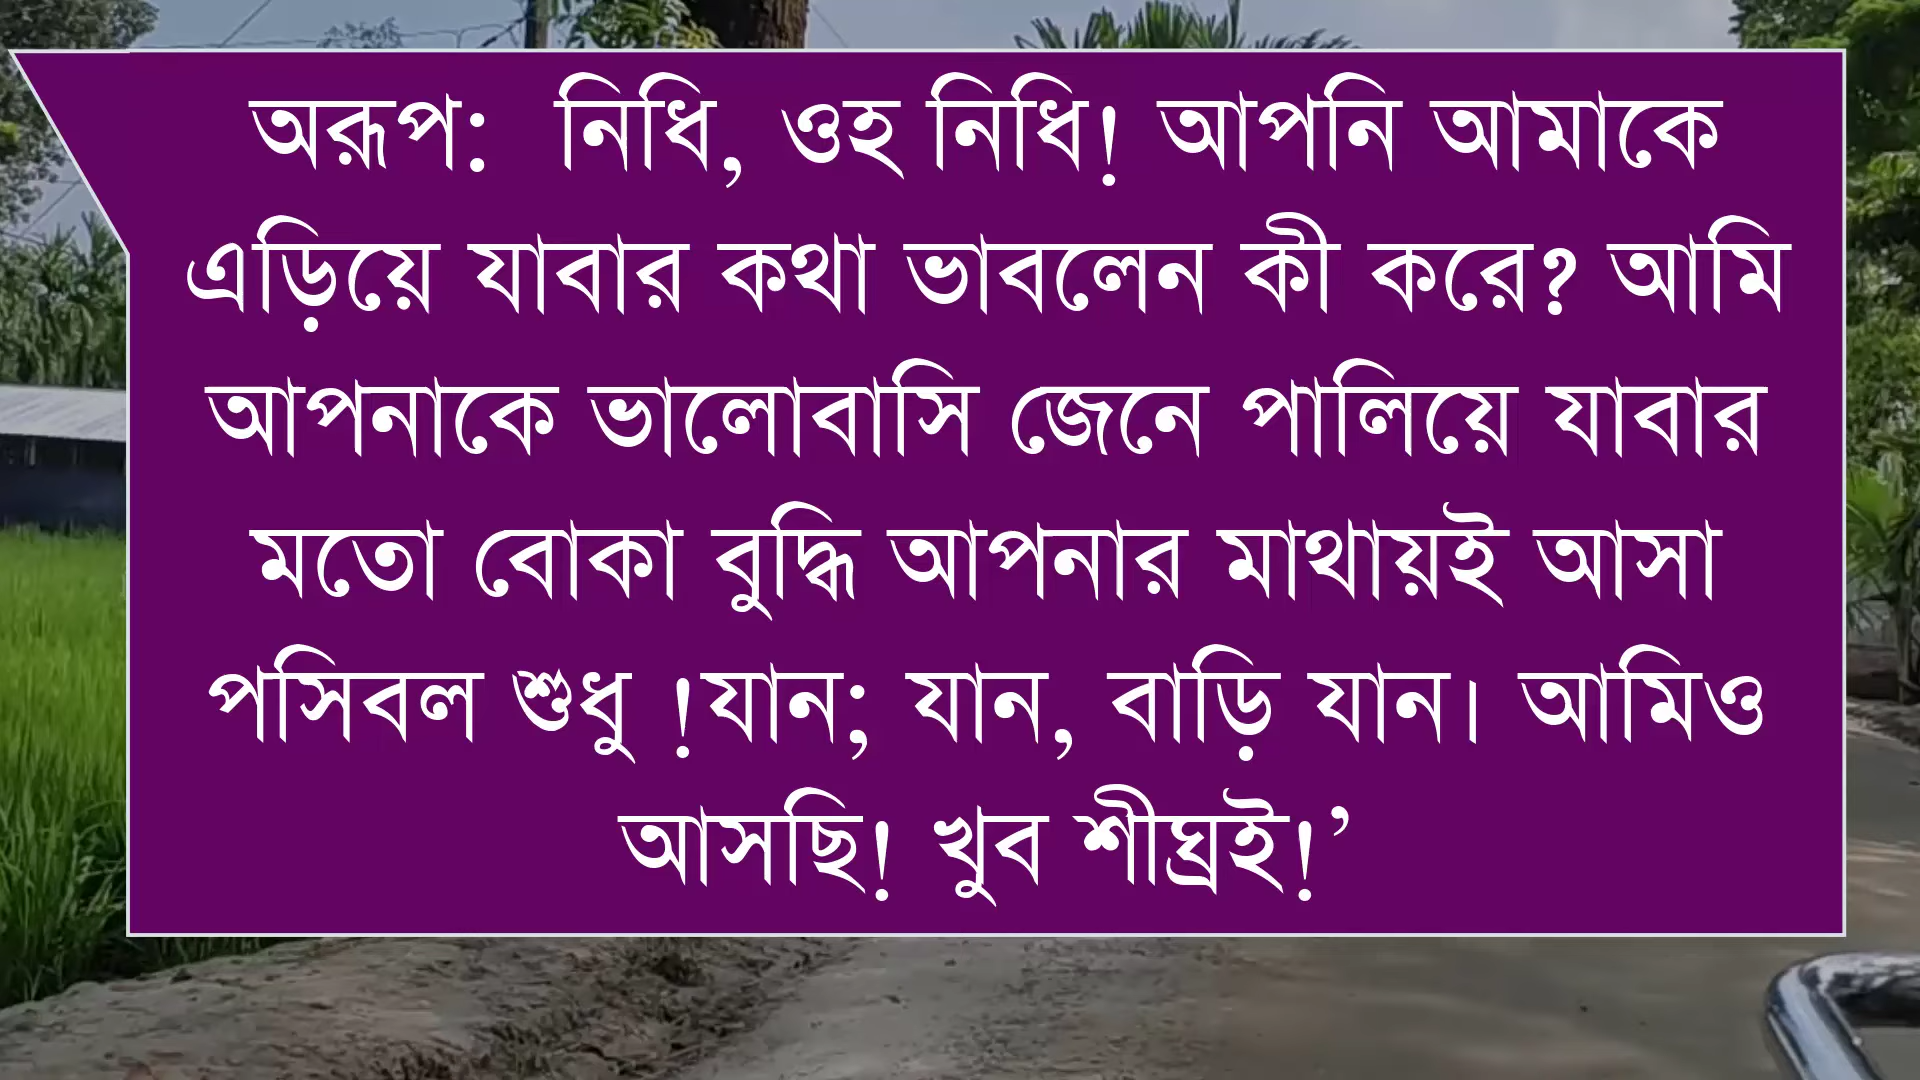 অরূপ:  নিধি, ওহ নিধি! আপনি আমাকে
এড়িয়ে যাবার কথা ভাবলেন কী করে? আমি
আপনাকে ভালোবাসি জেনে পালিয়ে যাবার
মতো বোকা বুদ্ধি আপনার মাথায়ই আসা
পসিবল শুধু !যান; যান, বাড়ি যান। আমিও
আসছি! খুব শীঘ্রই!’